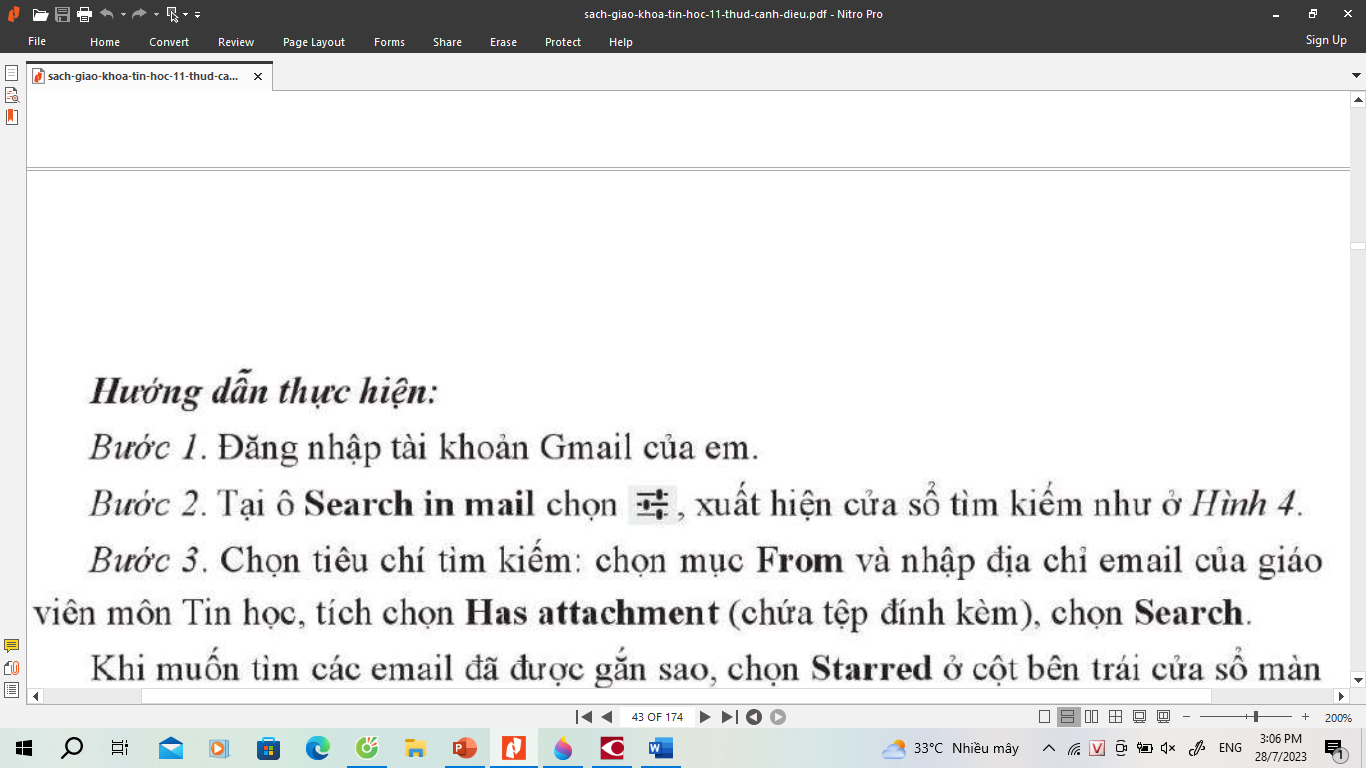 sach-giao-khoa-tin-hoc-11-thud-canh-dieu.pdf - Nitro Pro
File Home Convert Review Page Layout Forms Share Erase Protect Help Sign Up
sach-giao-khoa-tin-hoc-11-thud-ca...
Hướng dẫn thực hiện:
Bước 1. Đăng nhập tài khoản Gmail của em.
Bước 2. Tại ô Search in mail chọn , xuất hiện cửa sổ tìm kiếm như ở Hình 4.
Bước 3. Chọn tiêu chí tìm kiếm: chọn mục From và nhập địa chỉ email của giáo
viên môn Tin học, tích chọn Has attachment (chứa tệp đính kèm), chọn Search.
Khi muốn tìm các email đã được gắn sao, chọn Starred ở cột bên trái cửa sổ màn
43 OF 174 200%
33°C Nhiều mây ENG 3:06 PM
28/7/2023 1